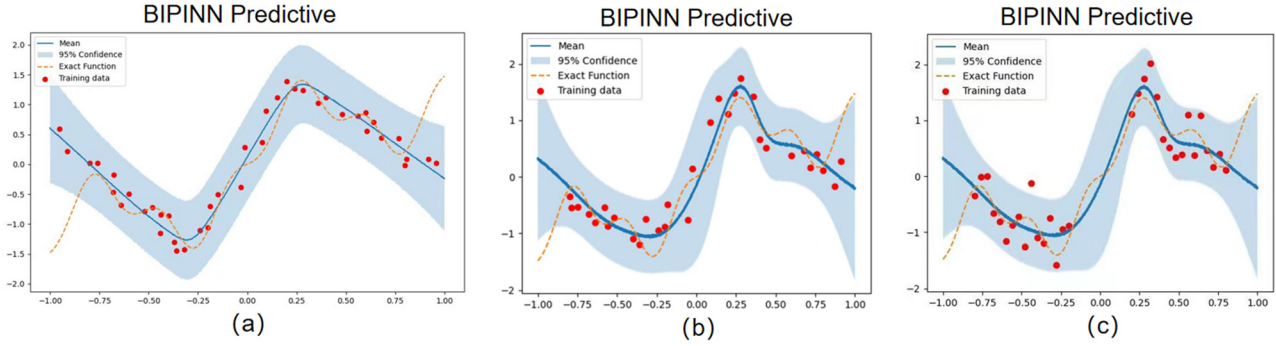 BIPINN Predictive
Mean
95% Confidence
Exact Function
Training data
2.0
1.5
1.0
0.5
0.0
−0.5
−1.0
−1.5
−2.0
−1.00 −0.75 −0.50 −0.25 0.00 0.25 0.50 0.75 1.00
(a)
BIPINN Predictive
Mean
95% Confidence
Exact Function
Training data
2
1
0
−1
−2
−1.00 −0.75 −0.50 −0.25 0.00 0.25 0.50 0.75 1.00
(b)
BIPINN Predictive
Mean
95% Confidence
Exact Function
Training data
2
1
0
−1
−2
−1.00 −0.75 −0.50 −0.25 0.00 0.25 0.50 0.75 1.00
(c)